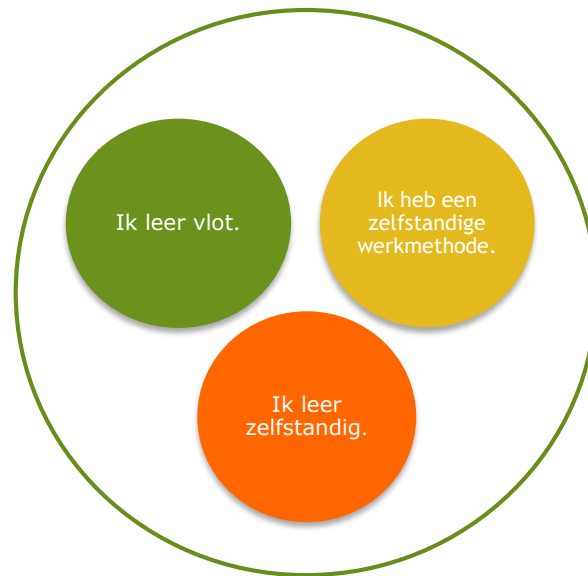 Ik leer vlot.
Ik heb een
zelfstandige
werkmethode.
Ik leer
zelfstandig.